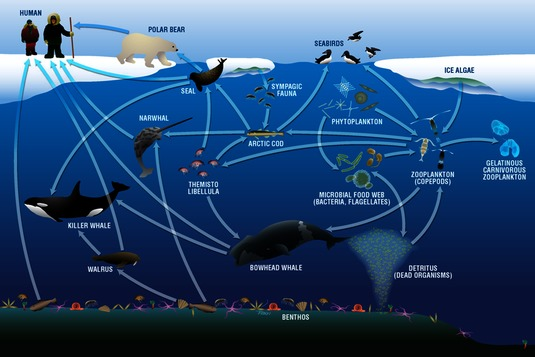 HUMAN
POLAR BEAR
SEABIRDS
ICE ALGAE
SEAL
SYMPAGIC
FAUNA
NARWHAL
PHYTOPLANKTON
ARCTIC COD
GELATINOUS
CARNIVOROUS
ZOOPLANKTON
ZOOPLANKTON
(COPEPODS)
THEMISTO
LIBELLULA
MICROBIAL FOOD WEB
(BACTERIA, FLAGELLATES)
KILLER WHALE
WALRUS
BOWHEAD WHALE
DETRITUS
(DEAD ORGANISMS)
BENTHOS